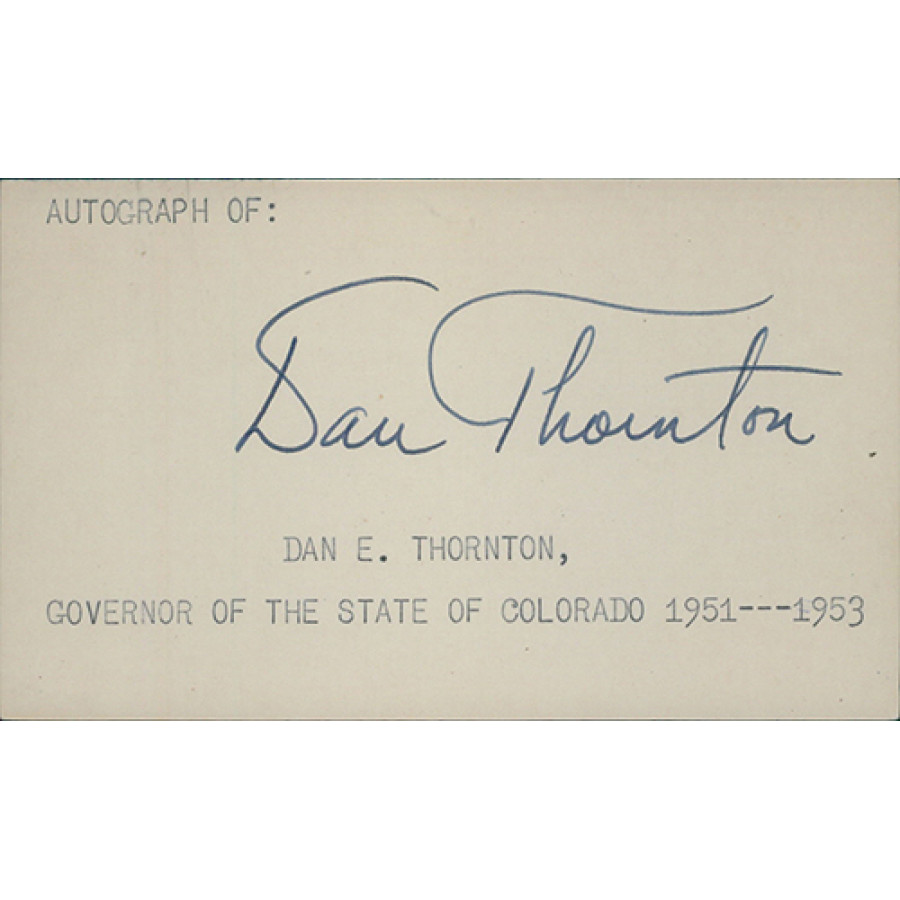 AUTOGRAPH OF:
Dan Thornton
DAN E. THORNTON,
GOVERNOR OF THE STATE OF COLORADO 1951---1953